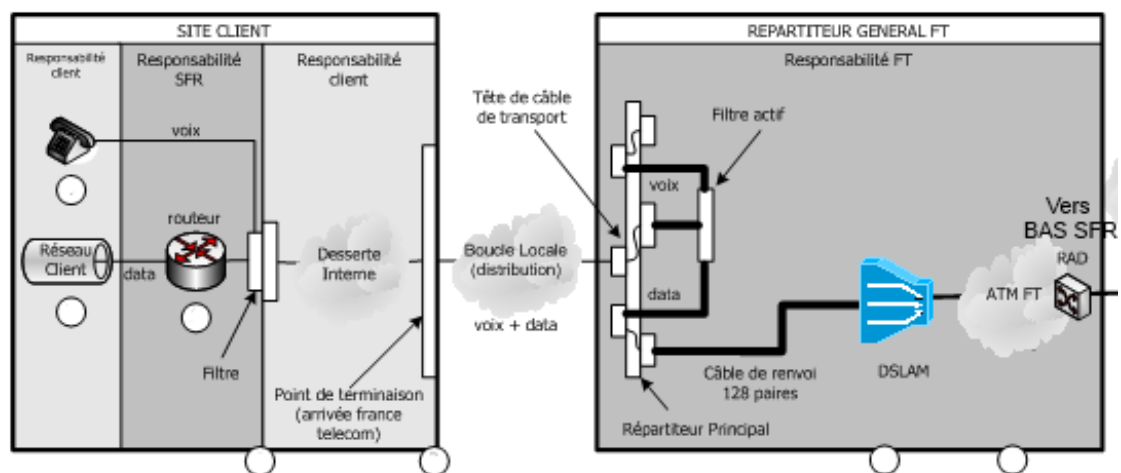 SITE CLIENT
Responsabilité
client
Responsabilité
SFR
Responsabilité
client
voix
routeur
Réseau
Client
data
Filtre
Desserte
Interne
Point de terminaison
(arrivée france
telecom)
Boucle Locale
(distribution)
voix + data
REPARTITEUR GENERAL FT
Responsabilité FT
Tête de câble
de transport
Filtre actif
voix
data
Câble de renvoi
128 paires
Répartiteur Principal
DSLAM
ATM FT
Vers
BAS SFR
RAD